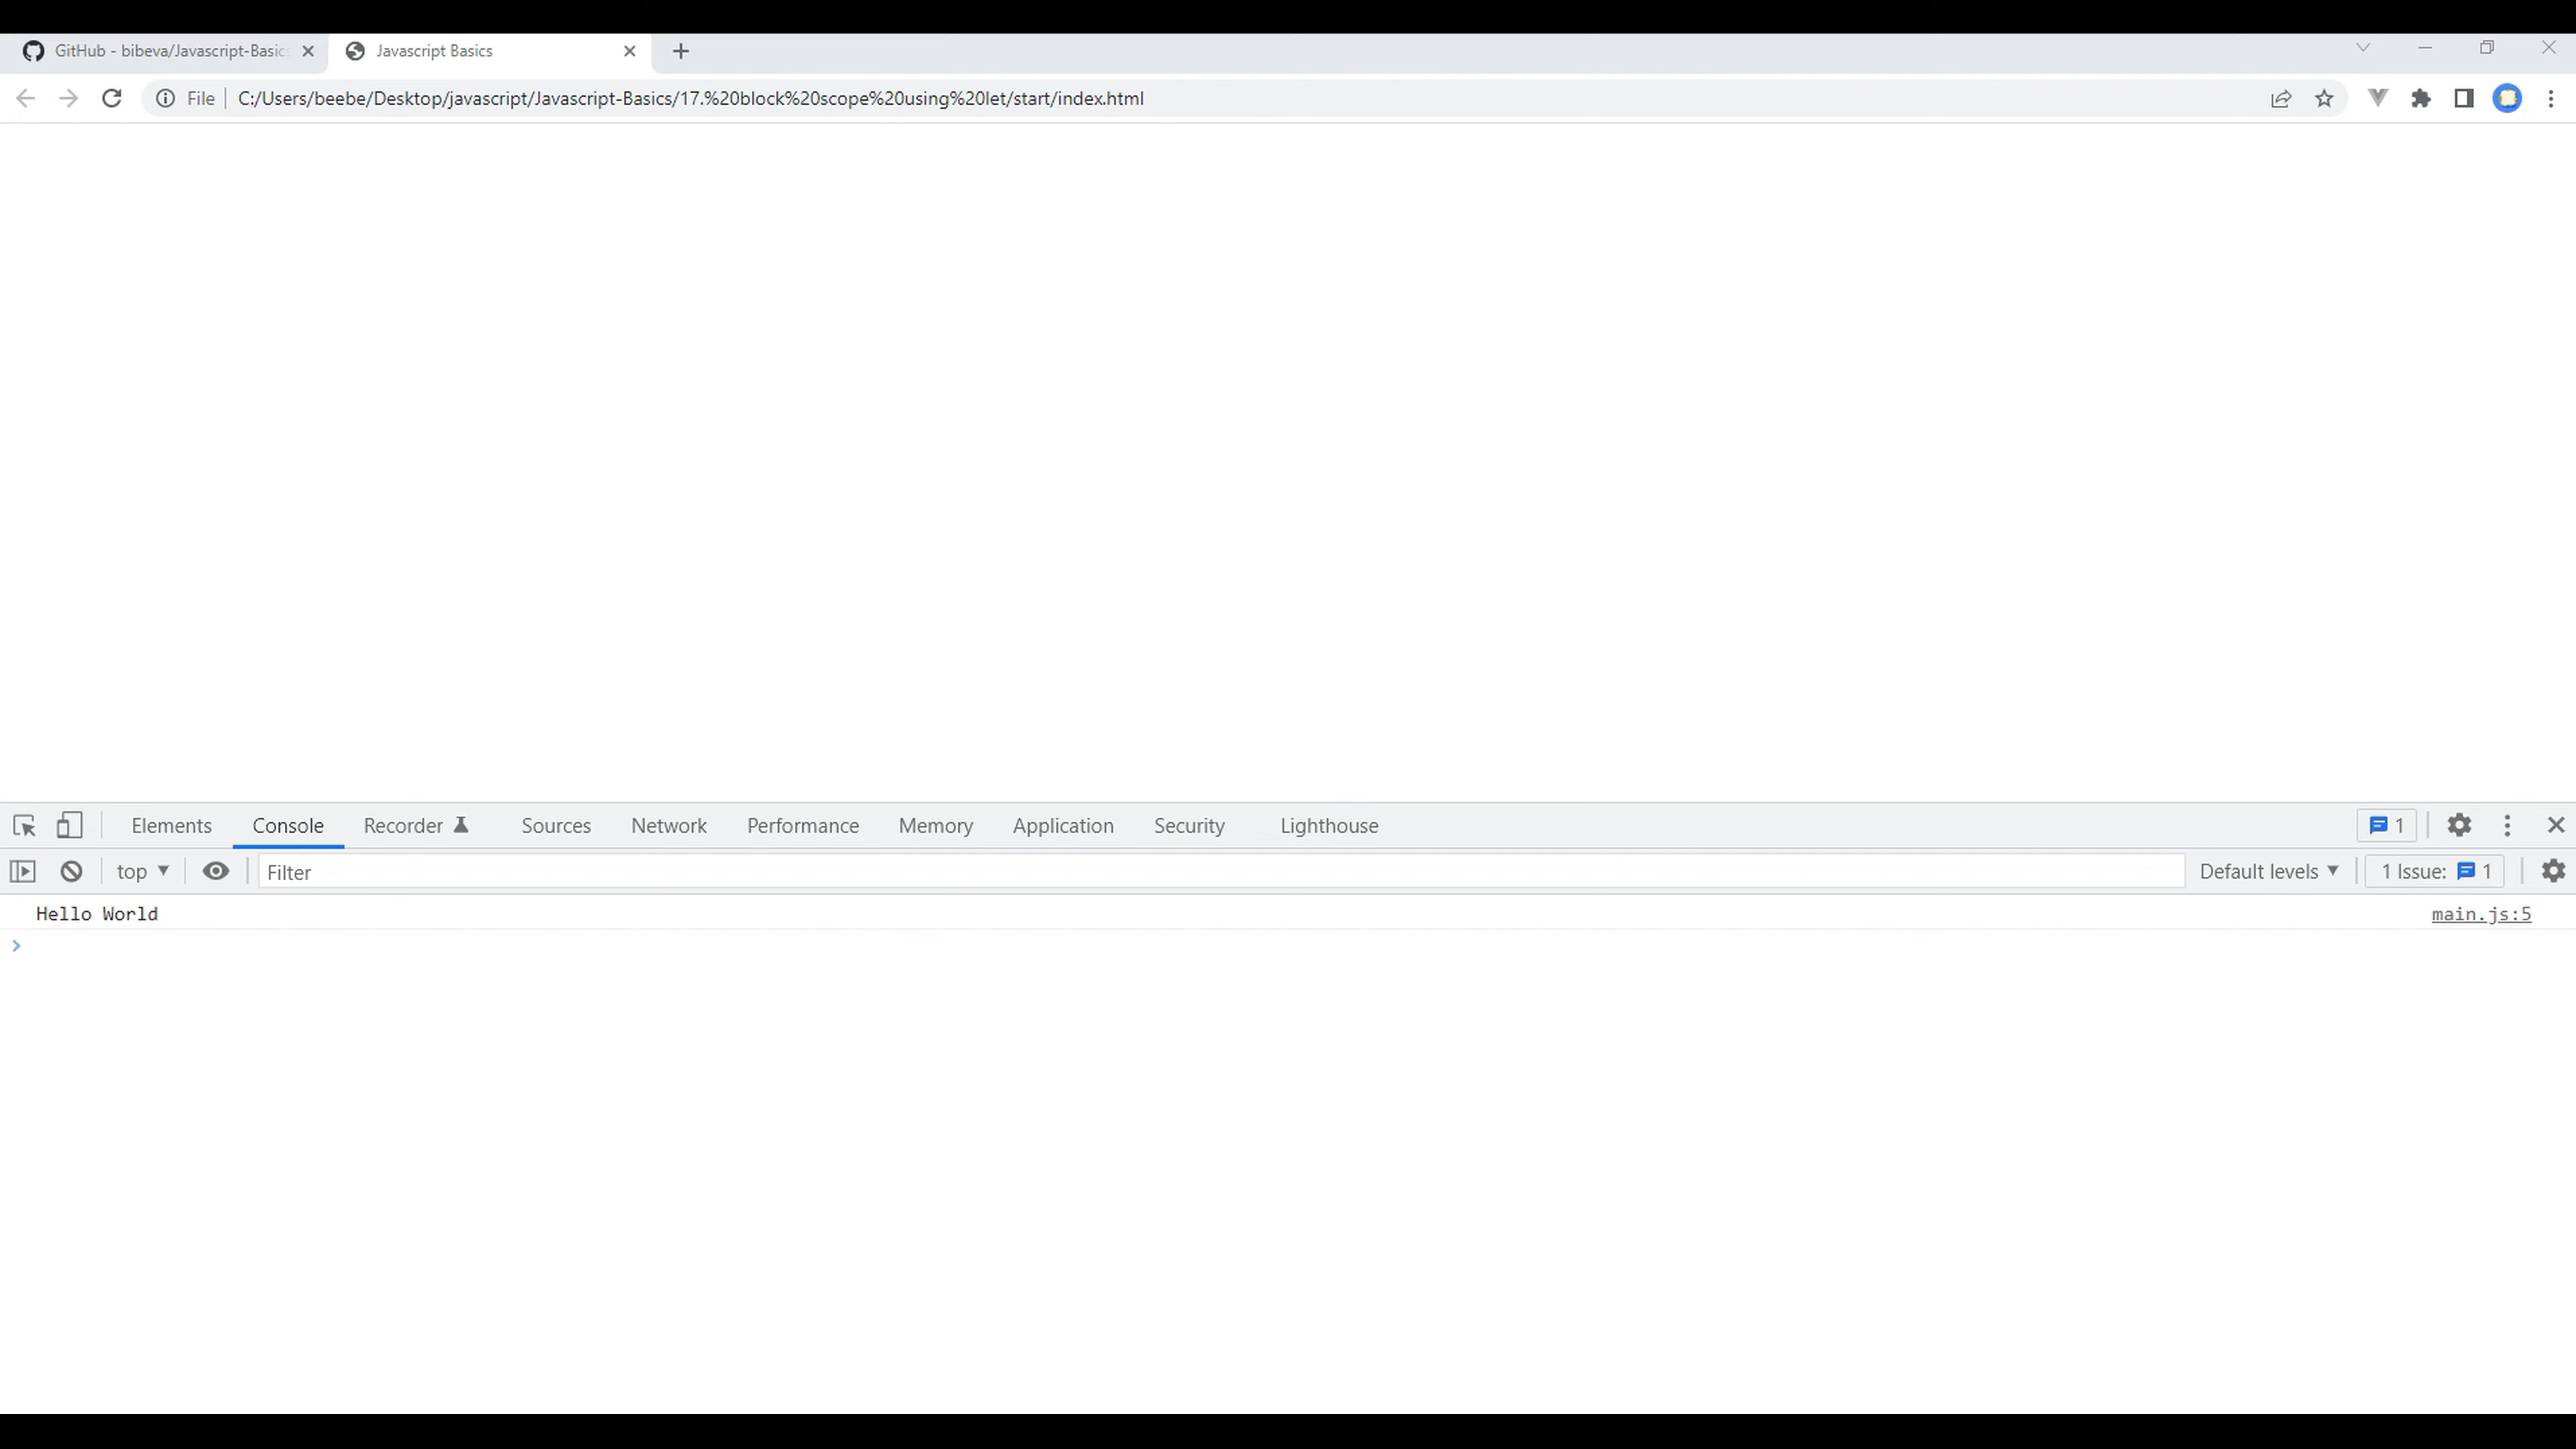 GitHub - bibeva/Javascript-Basics
Javascript Basics
File
C:/Users/beebe/Desktop/javascript/Javascript-Basics/17.%20block%20scope%20using%20let/start/index.html
Elements Console Recorder Sources Network Performance Memory Application Security Lighthouse 1
top Filter Default levels 1 Issue: 1
Hello World main.js:5